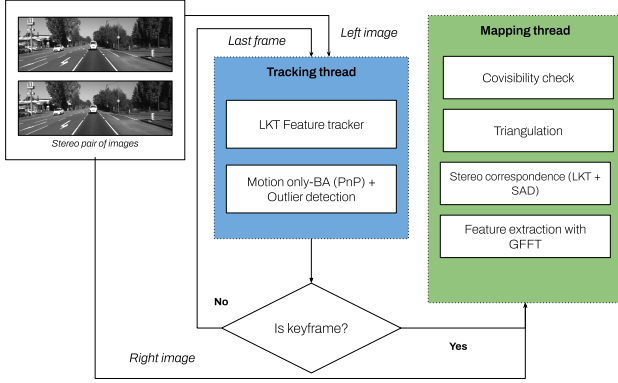 Stereo pair of images
Last frame
Left image
Tracking thread
LKT Feature tracker
Motion only-BA (PnP) +
Outlier detection
Is keyframe?
No
Yes
Right image
Mapping thread
Covisibility check
Triangulation
Stereo correspondence (LKT +
SAD)
Feature extraction with
GFFT